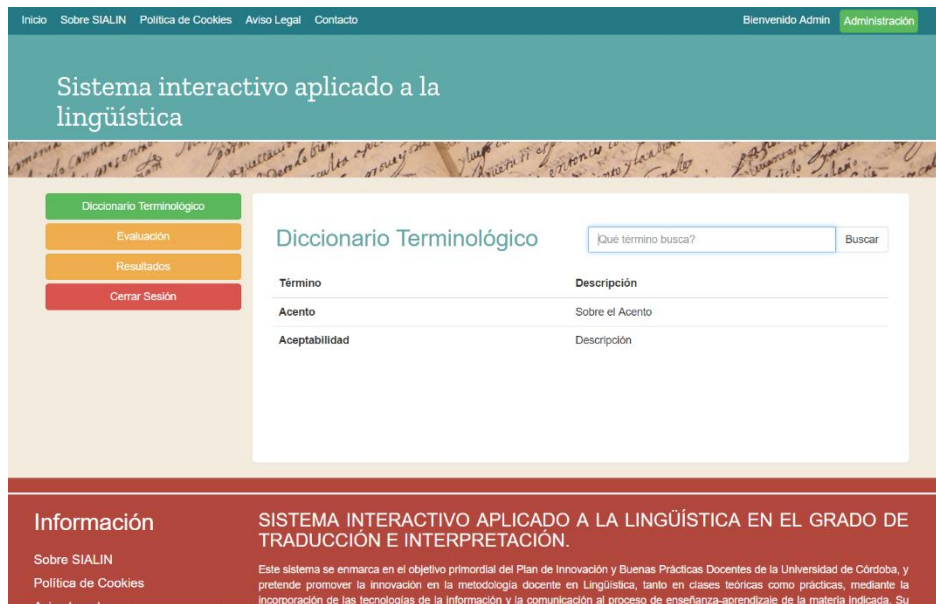 Inicio Sobre SIALIN Política de Cookies Aviso Legal Contacto Bienvenido Admin Administración
Sistema interactivo aplicado a la
lingüística
Diccionario Terminológico
Evaluación
Resultados
Cerrar Sesión
Diccionario Terminológico
Qué término busca? Buscar
Término Descripción
Acento Sobre el Acento
Aceptabilidad Descripción
Información
Sobre SIALIN
Política de Cookies
SISTEMA INTERACTIVO APLICADO A LA LINGÜÍSTICA EN EL GRADO DE
TRADUCCIÓN E INTERPRETACIÓN.
Este sistema se enmarca en el objetivo primordial del Plan de Innovación y Buenas Prácticas Docentes de la Universidad de Córdoba, y
pretende promover la innovación en la metodología docente en Lingüística, tanto en clases teóricas como prácticas, mediante la
incorporación de las tecnologías de la información y la comunicación al proceso de enseñanza-aprendizaje de la materia indicada. Su